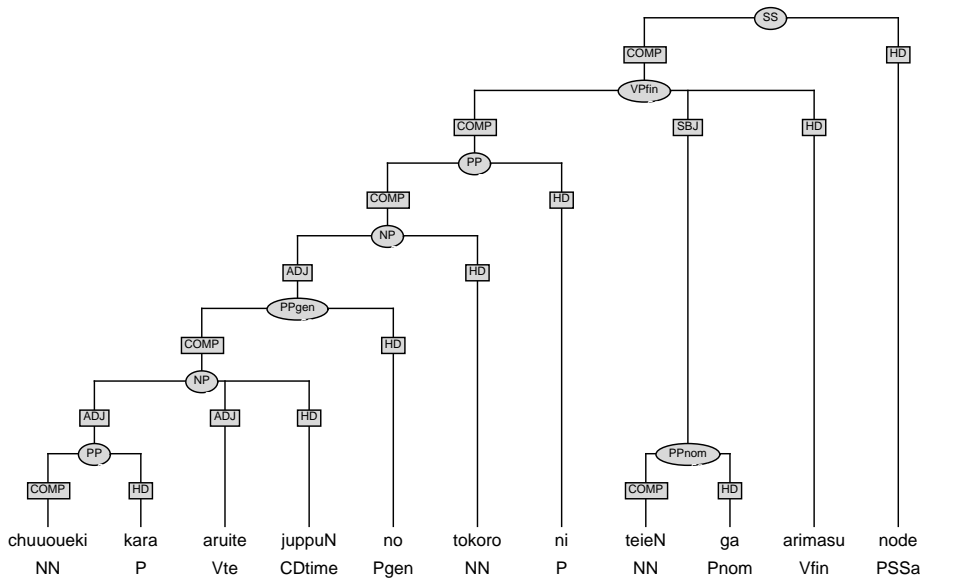 SS
COMP HD
VPfin
COMP SBJ HD
PP
COMP HD
NP
ADJ HD
PPgen
COMP HD
NP
ADJ ADJ HD
PP PPnom
COMP HD COMP HD
chuuoueki kara aruite juppuN no tokoro ni teieN ga arimasu node
NN P Vte CDtime Pgen NN P NN Pnom Vfin PSSa